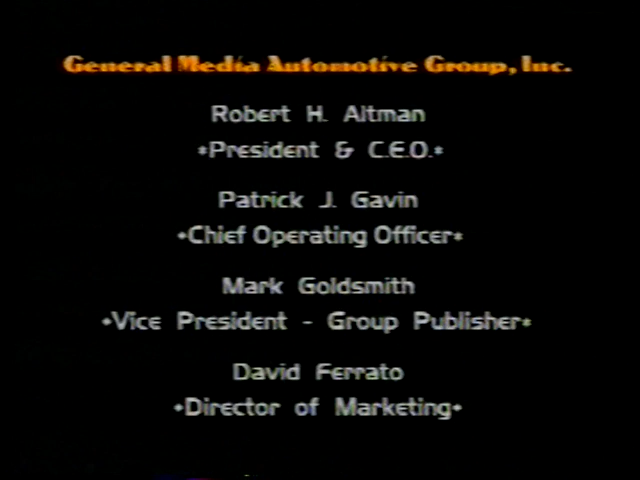 General Media Automotive Group, Inc.
Robert H. Altman
*President & C.E.O.*
Patrick J. Gavin
*Chief Operating Officer*
Mark Goldsmith
*Vice President - Group Publisher*
David Ferrato
*Director of Marketing*